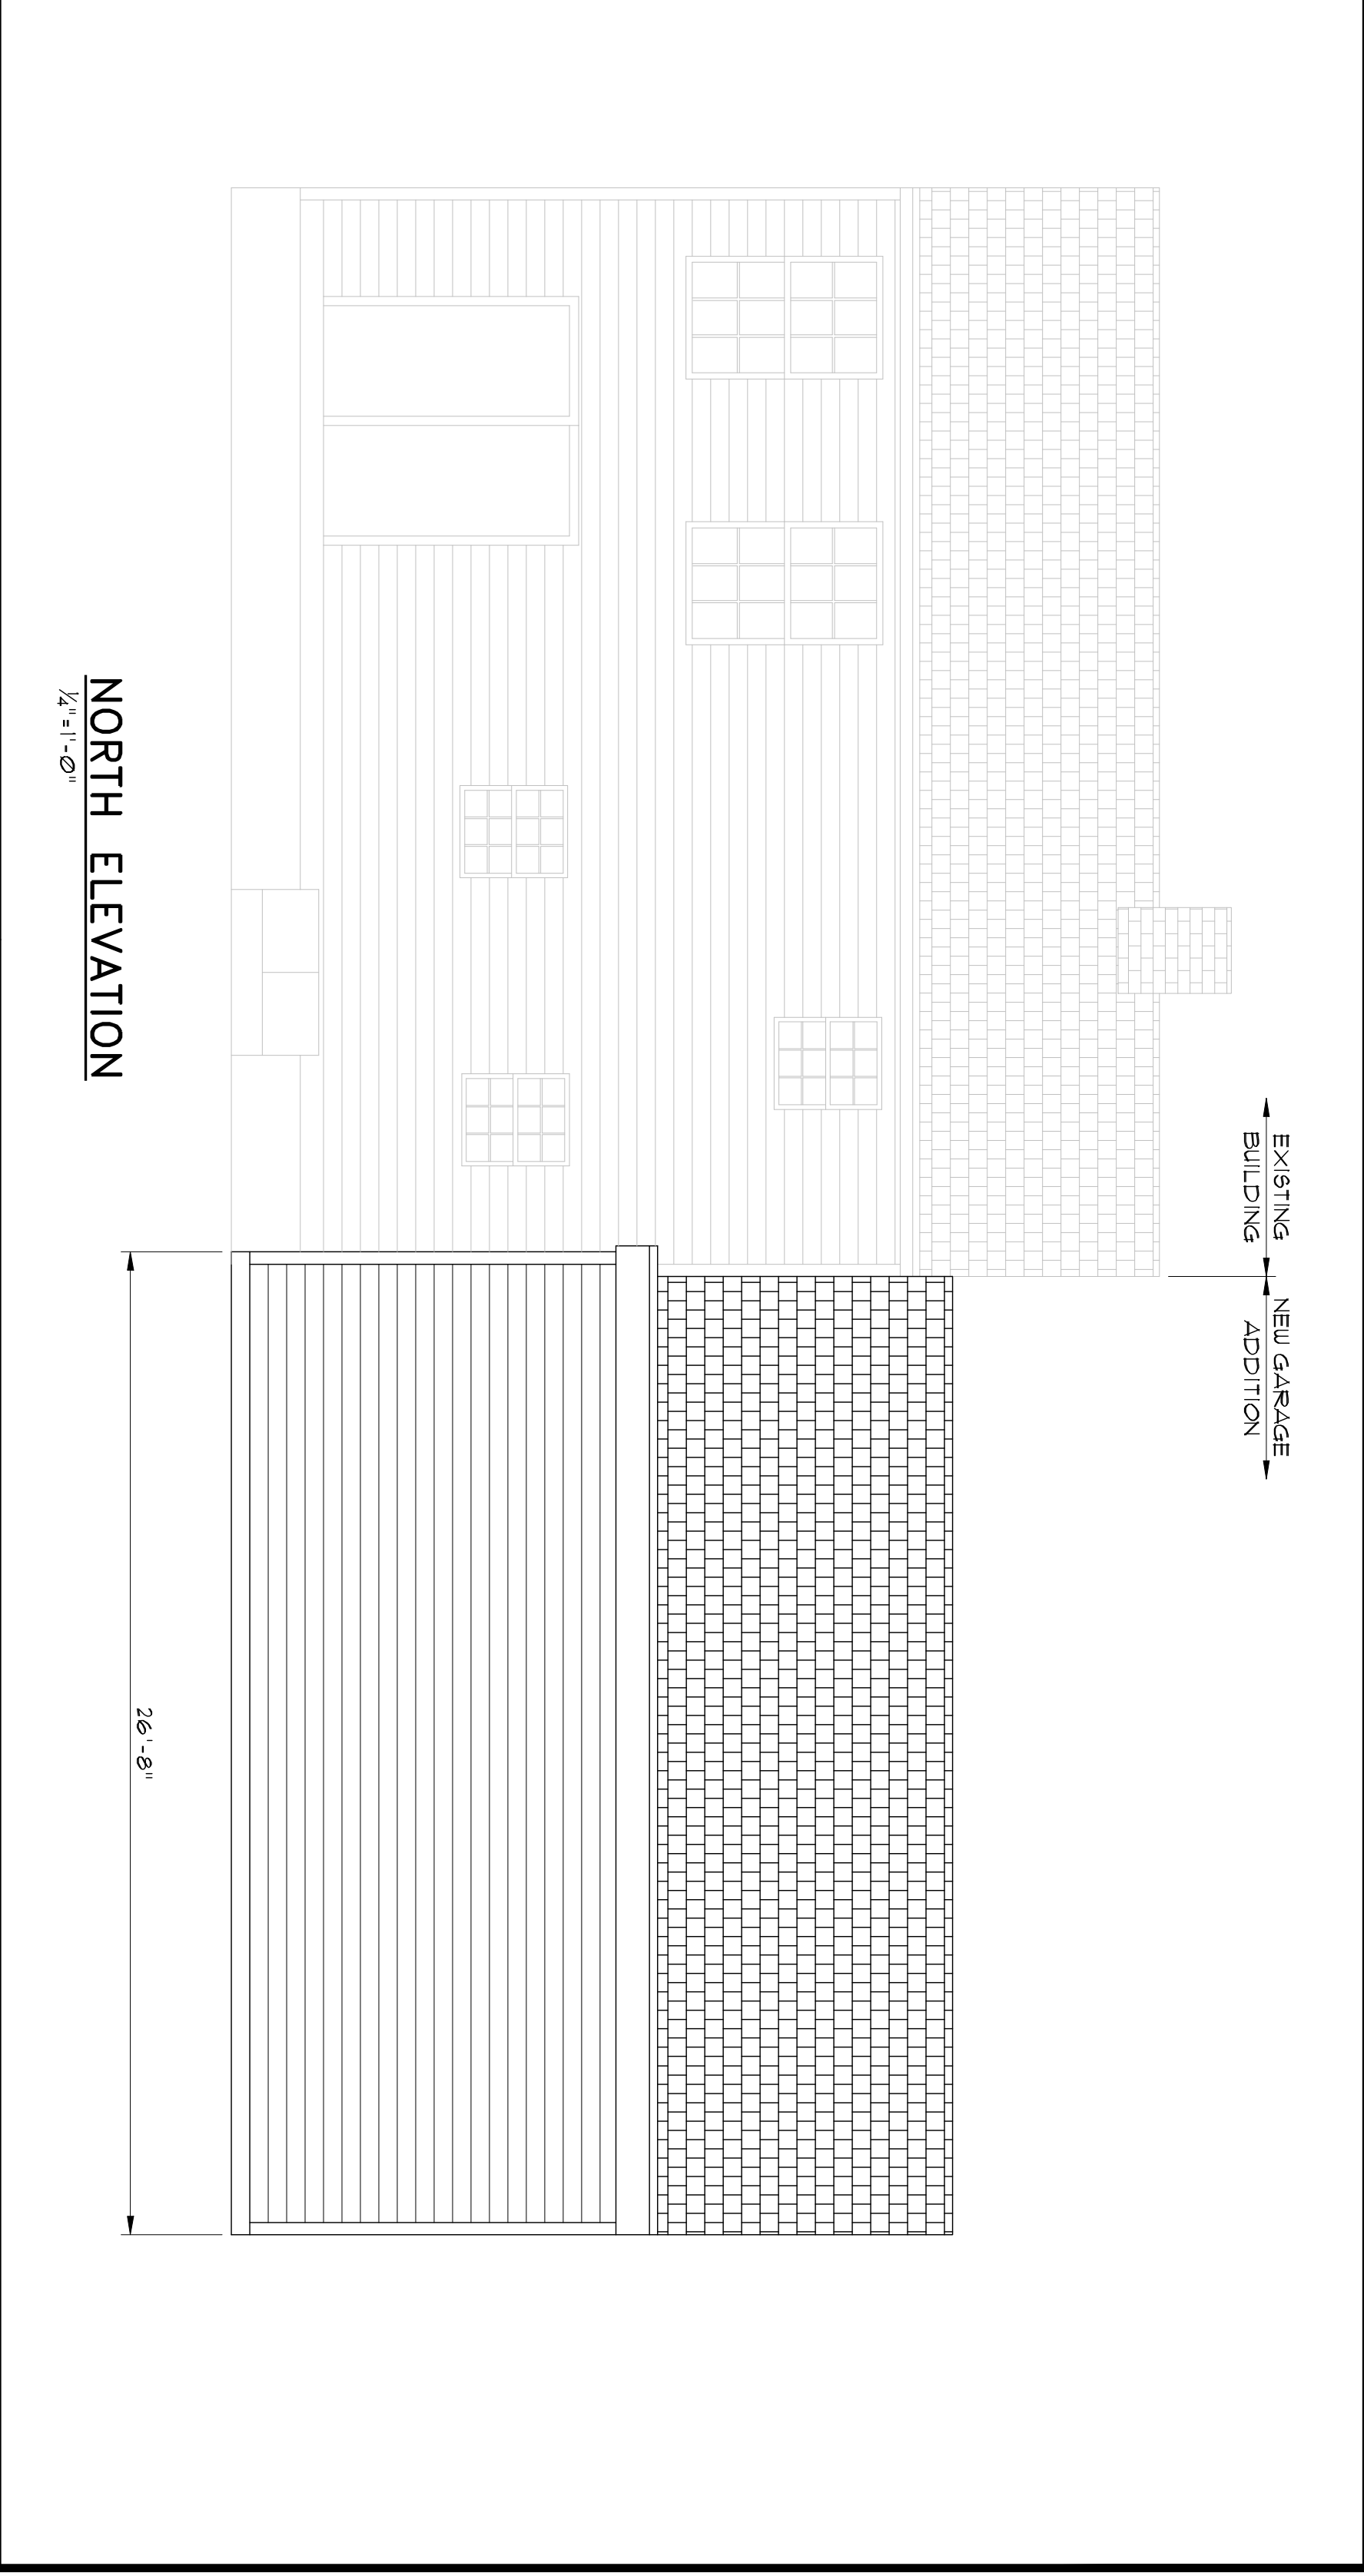 EXISTING
BUILDING
NEW GARAGE
ADDITION
26'-8"
NORTH ELEVATION
¼"=1'-0"